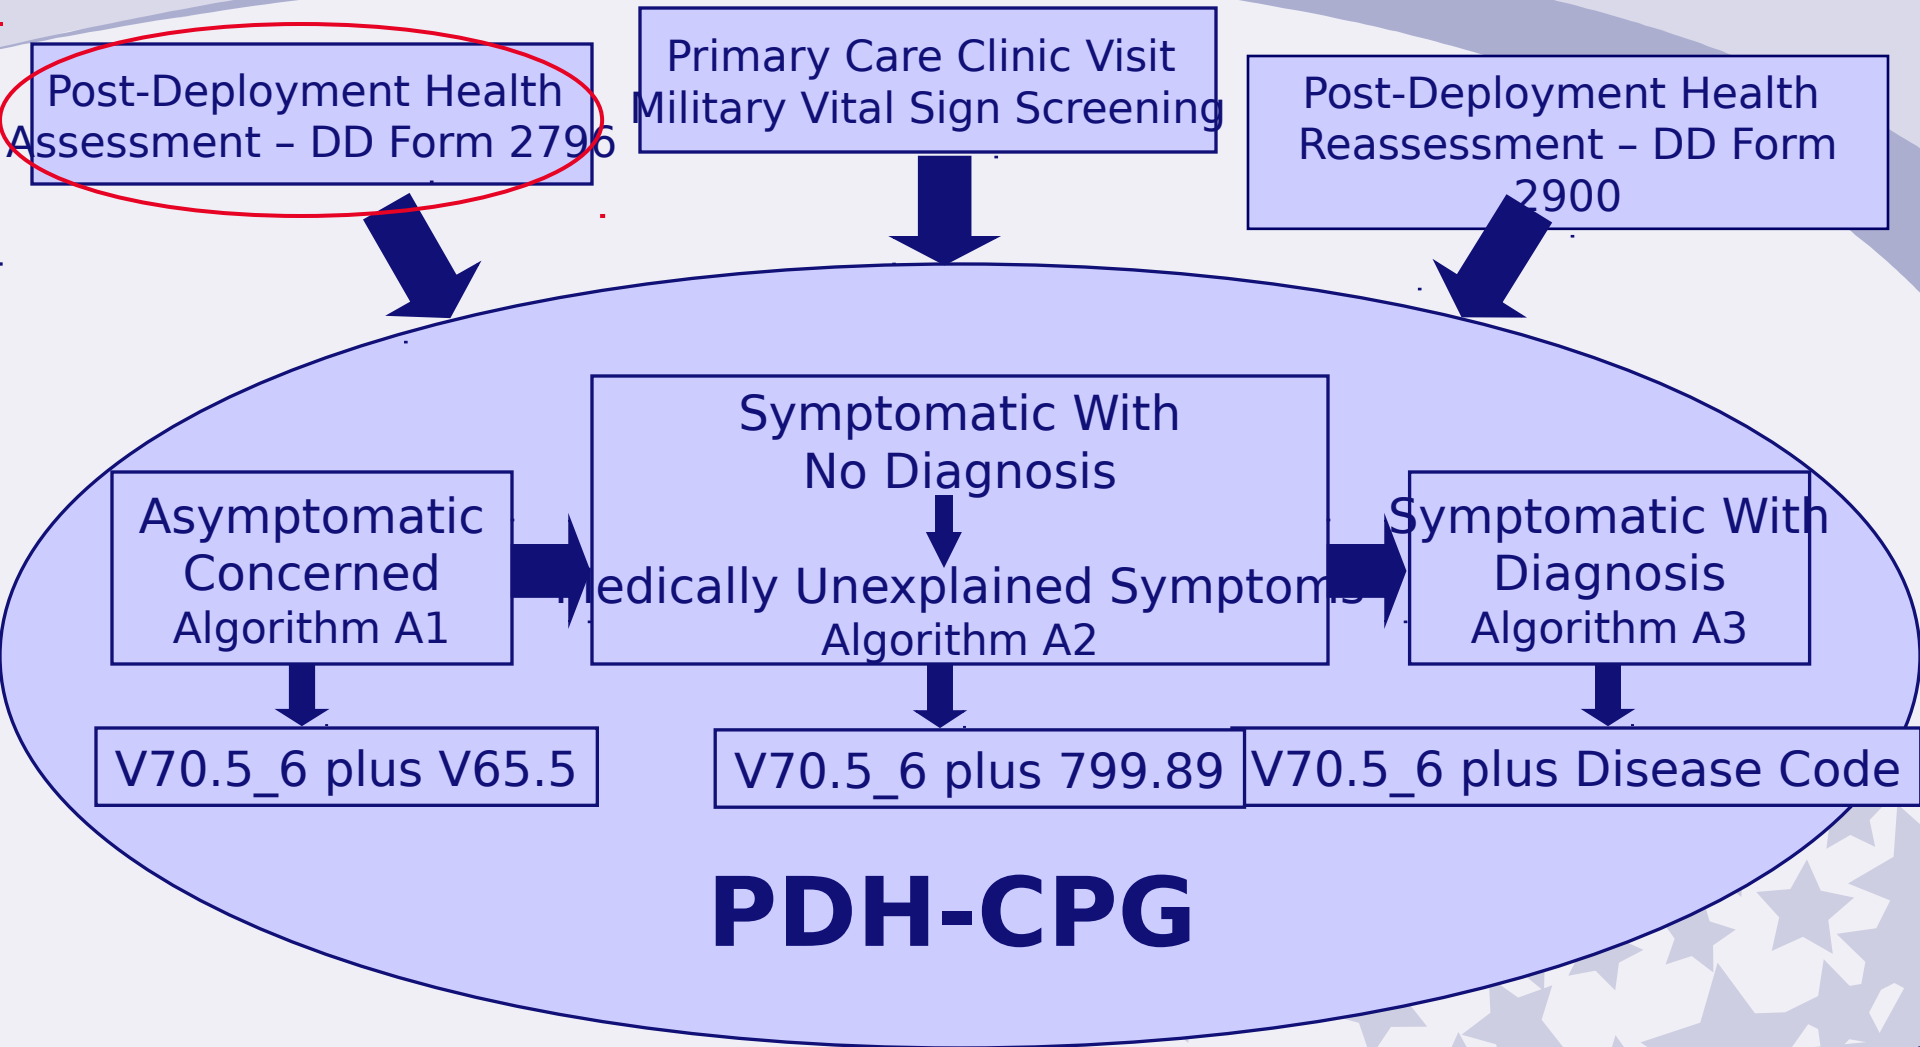 Post-Deployment Health
Assessment – DD Form 2796
Primary Care Clinic Visit
Military Vital Sign Screening
Post-Deployment Health
Reassessment – DD Form
2900
Symptomatic With
No Diagnosis
Medically Unexplained Symptoms
Algorithm A2
Asymptomatic
Concerned
Algorithm A1
Symptomatic With
Diagnosis
Algorithm A3
V70.5_6 plus V65.5
V70.5_6 plus 799.89
V70.5_6 plus Disease Code
PDH-CPG